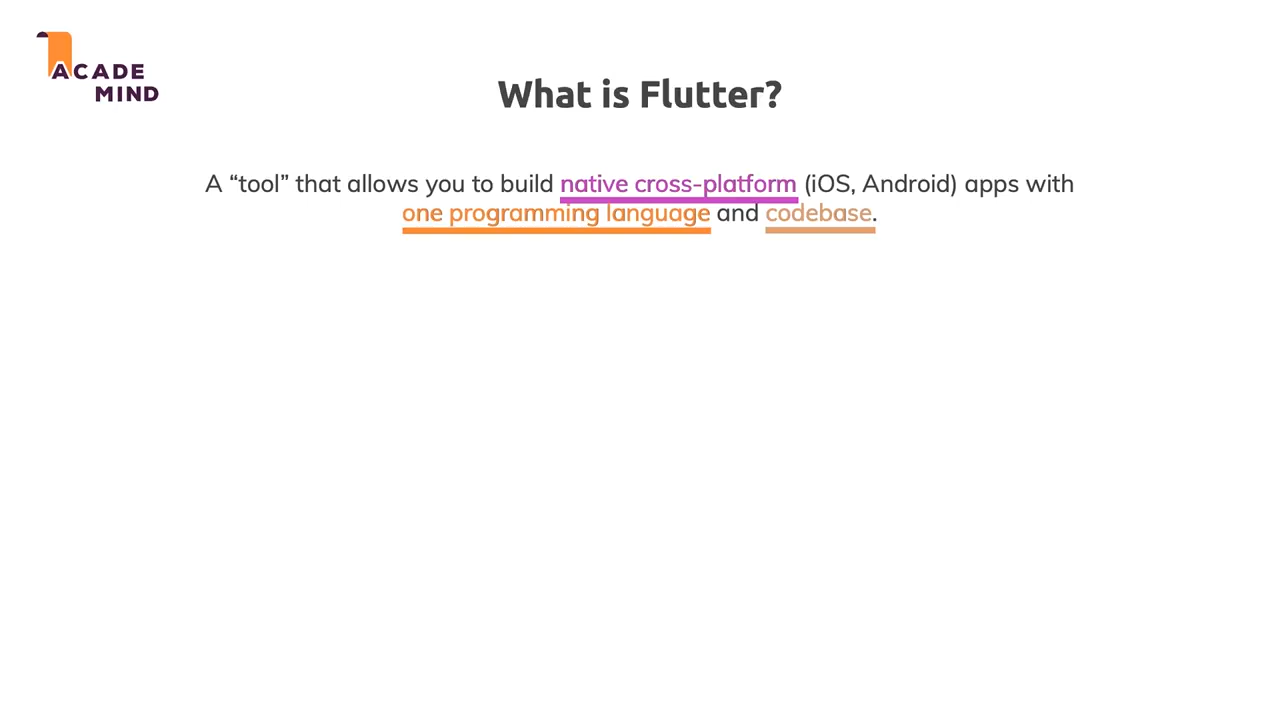 ACADE
MIND
What is Flutter?
A “tool” that allows you to build native cross-platform (iOS, Android) apps with
one programming language and codebase.